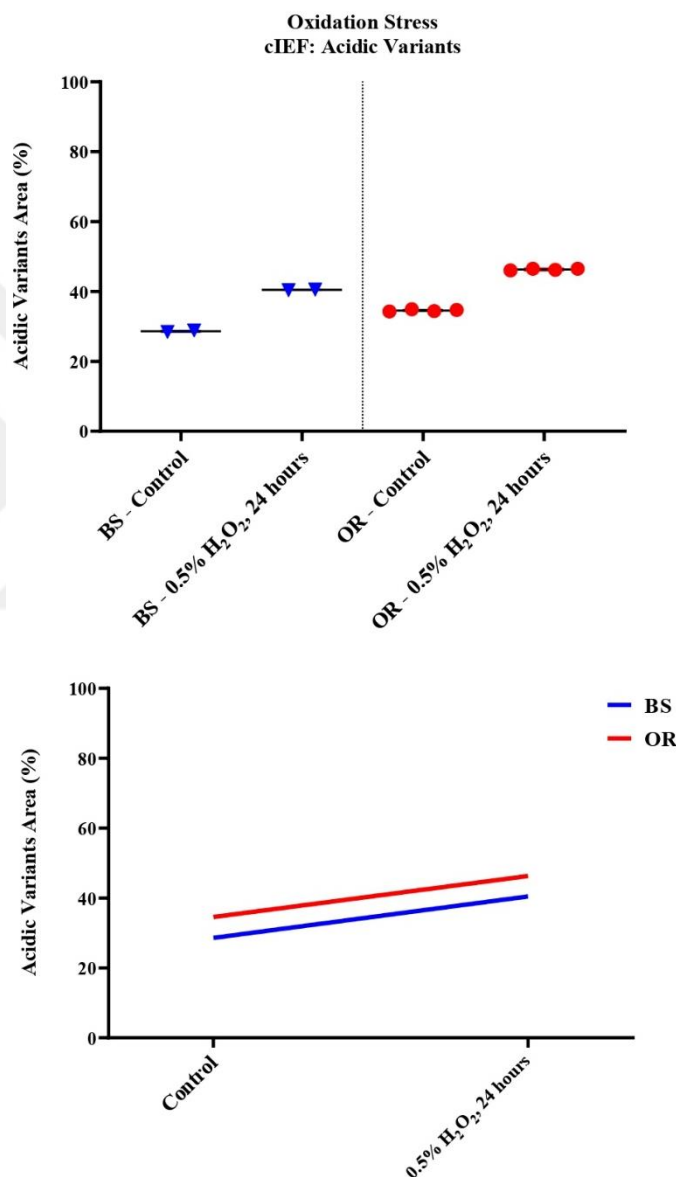 Oxidation Stress
cIEF: Acidic Variants
Acidic Variants Area (%)
100
80
60
40
20
0
BS - Control
BS - 0.5% H₂O₂, 24 hours
OR - Control
OR - 0.5% H₂O₂, 24 hours
Acidic Variants Area (%)
100
80
60
40
20
0
Control
0.5% H₂O₂, 24 hours
BS
OR